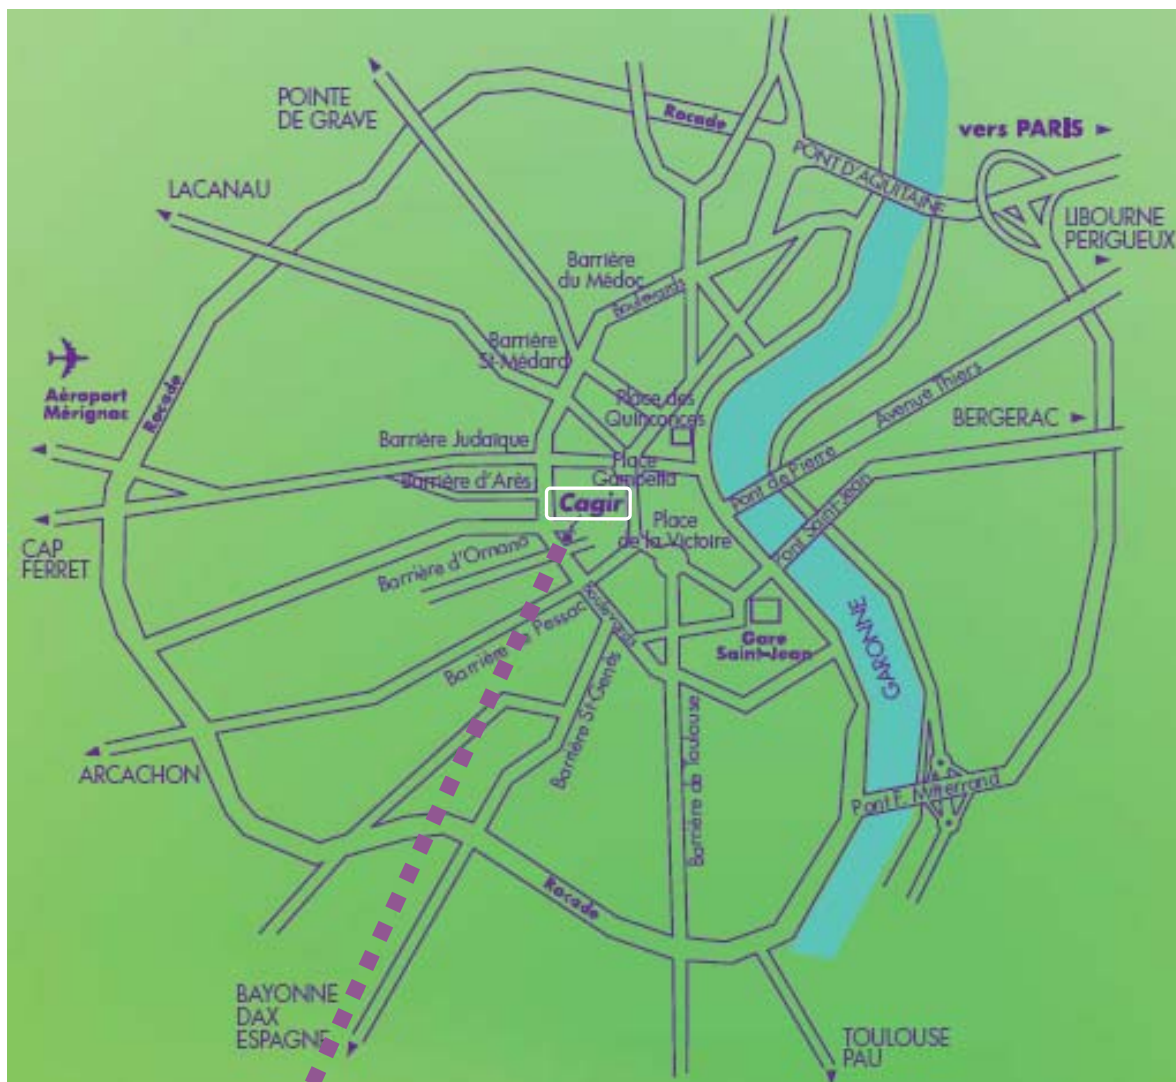 POINTE
DE GRAVE
Rocade
vers PARIS
PONT D'AQUITAINE
LACANAU
LIBOURNE
PERIGUEUX
Barrière
du Médoc
Boulevards
Barrière
St-Médard
Aéroport
Mérignac
Rocade
Place des
Quinconces
Avenue Thiers
BERGERAC
Barrière Judaïque
Place
Gambetta
Barrière d'Arès
Pont de Pierre
Cagir
Pont Saint-Jean
Place
de la Victoire
CAP
FERRET
Barrière d'Ornano
Boulevards
Barrière de Pessac
Gare
Saint-Jean
GARONNE
Barrière St-Genès
Barrière de Toulouse
ARCACHON
Pont F. Mitterrand
Rocade
BAYONNE
DAX
ESPAGNE
TOULOUSE
PAU